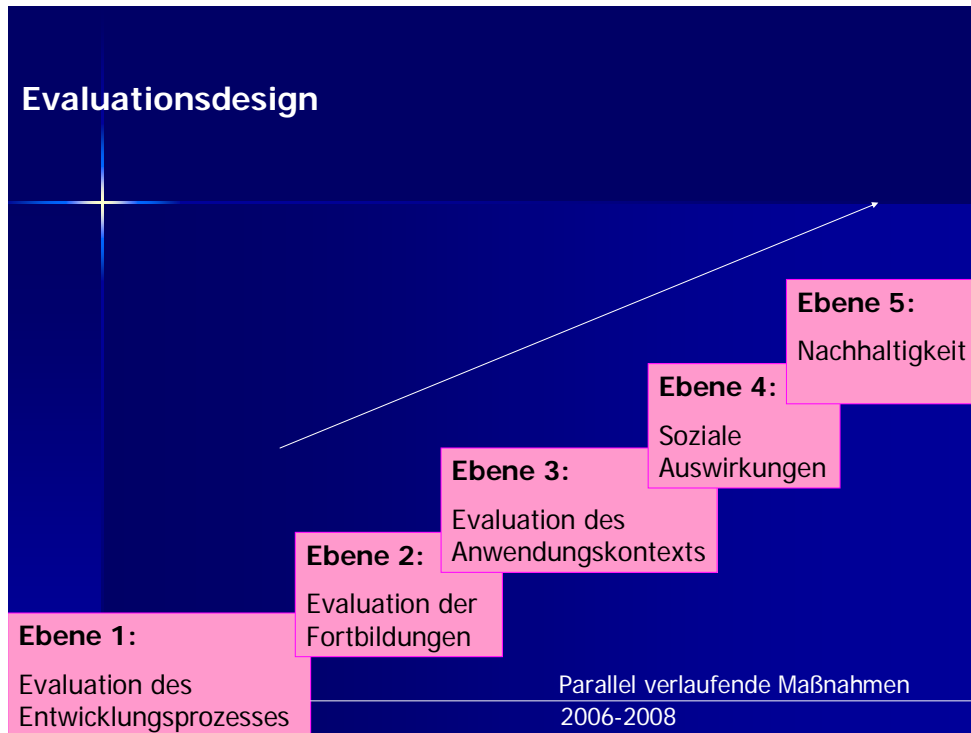 Evaluationsdesign
Ebene 5:
Nachhaltigkeit
Ebene 4:
Soziale
Auswirkungen
Ebene 3:
Evaluation des
Anwendungskontexts
Ebene 2:
Evaluation der
Fortbildungen
Ebene 1:
Evaluation des
Entwicklungsprozesses
Parallel verlaufende Maßnahmen
2006-2008